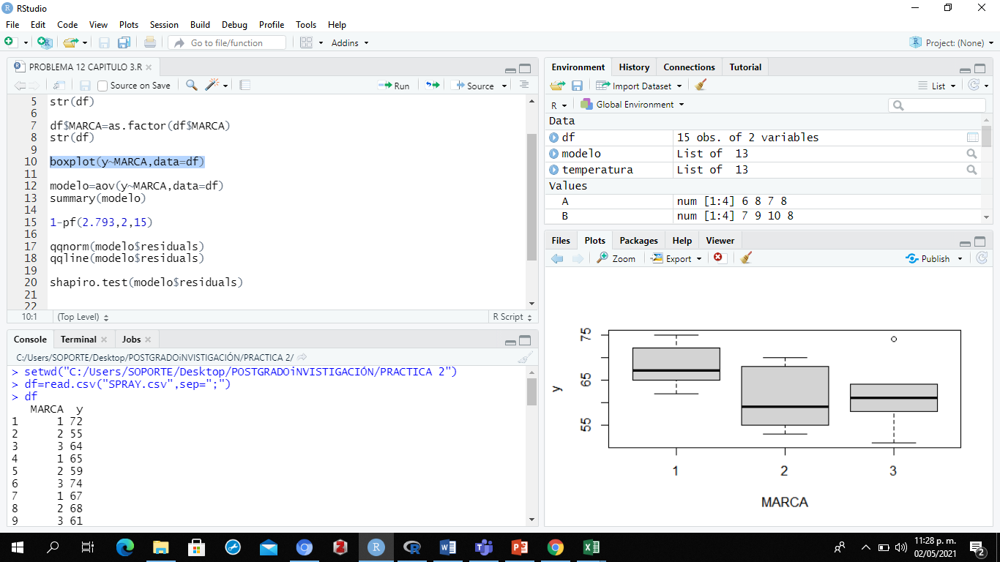 RStudio
File Edit Code View Plots Session Build Debug Profile Tools Help
Go to file/function Addins Project: (None)
PROBLEMA 12 CAPITULO 3.R
Source on Save Run Source
5 str(df)
6
7 df$MARCA=as.factor(df$MARCA)
8 str(df)
9
10 boxplot(y~MARCA,data=df)
11
12 modelo=aov(y~MARCA,data=df)
13 summary(modelo)
14
15 1-pf(2.793,2,15)
16
17 qqnorm(modelo$residuals)
18 qqline(modelo$residuals)
19
20 shapiro.test(modelo$residuals)
21
22
10:1 (Top Level) R Script
Console Terminal Jobs
C:/Users/SOPORTE/Desktop/POSTGRADOiNVISTIGACIÓN/PRACTICA 2/
> setwd("C:/Users/SOPORTE/Desktop/POSTGRADOiNVISTIGACIÓN/PRACTICA 2")
> df=read.csv("SPRAY.csv",sep=";")
> df
MARCA y
1 1 72
2 2 55
3 3 64
4 1 65
5 2 59
6 3 74
7 1 67
8 2 68
9 3 61
Environment History Connections Tutorial
Import Dataset List
R Global Environment
Data
df 15 obs. of 2 variables
modelo List of 13
temperatura List of 13
Values
A num [1:4] 6 8 7 8
B num [1:4] 7 9 10 8
Files Plots Packages Help Viewer
Zoom Export Publish
75
65
55
y
1 2 3
MARCA
11:28 p. m.
02/05/2021
2